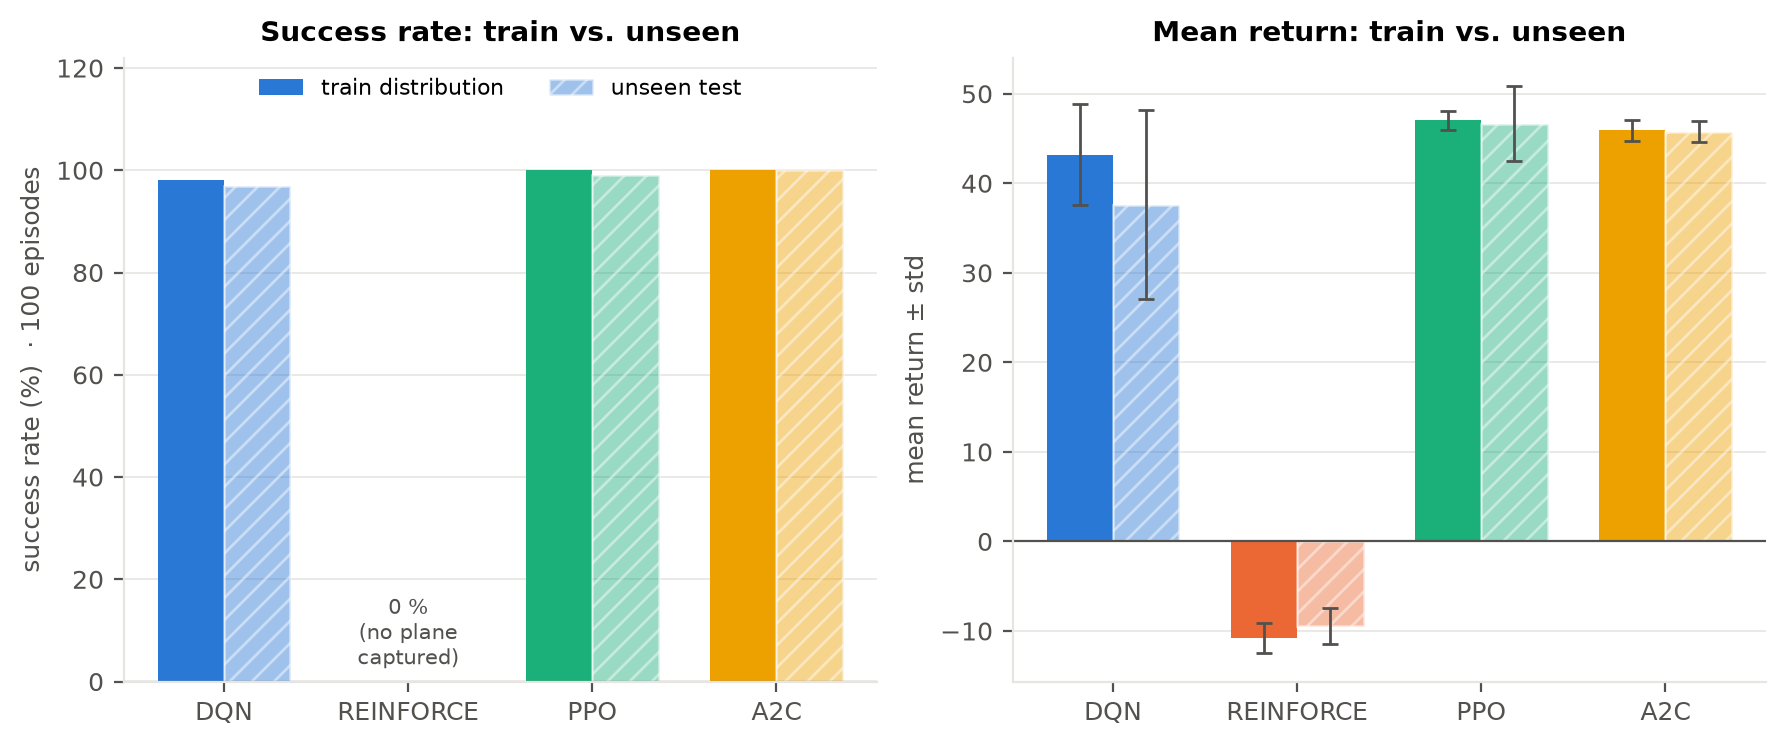 Success rate: train vs. unseen
train distribution
unseen test
success rate (%)  · 100 episodes
120
100
80
60
40
20
0
0 %
(no plane
captured)
DQN
REINFORCE
PPO
A2C
Mean return: train vs. unseen
mean return ± std
50
40
30
20
10
0
−10
DQN
REINFORCE
PPO
A2C